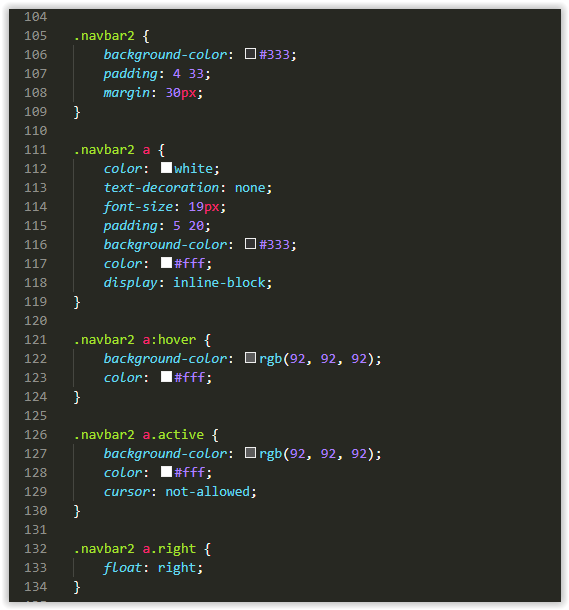 104
105 .navbar2 {
106     background-color: #333;
107     padding: 4 33;
108     margin: 30px;
109 }
110
111 .navbar2 a {
112     color: white;
113     text-decoration: none;
114     font-size: 19px;
115     padding: 5 20;
116     background-color: #333;
117     color: #fff;
118     display: inline-block;
119 }
120
121 .navbar2 a:hover {
122     background-color: rgb(92, 92, 92);
123     color: #fff;
124 }
125
126 .navbar2 a.active {
127     background-color: rgb(92, 92, 92);
128     color: #fff;
129     cursor: not-allowed;
130 }
131
132 .navbar2 a.right {
133     float: right;
134 }